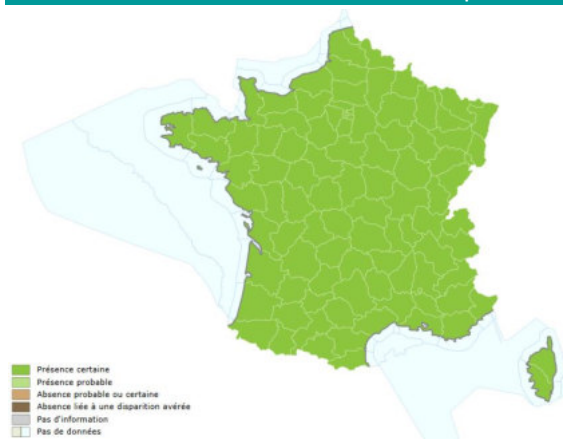 Présence certaine
Présence probable
Absence probable ou certaine
Absence liée à une disparition avérée
Pas d'information
Pas de données